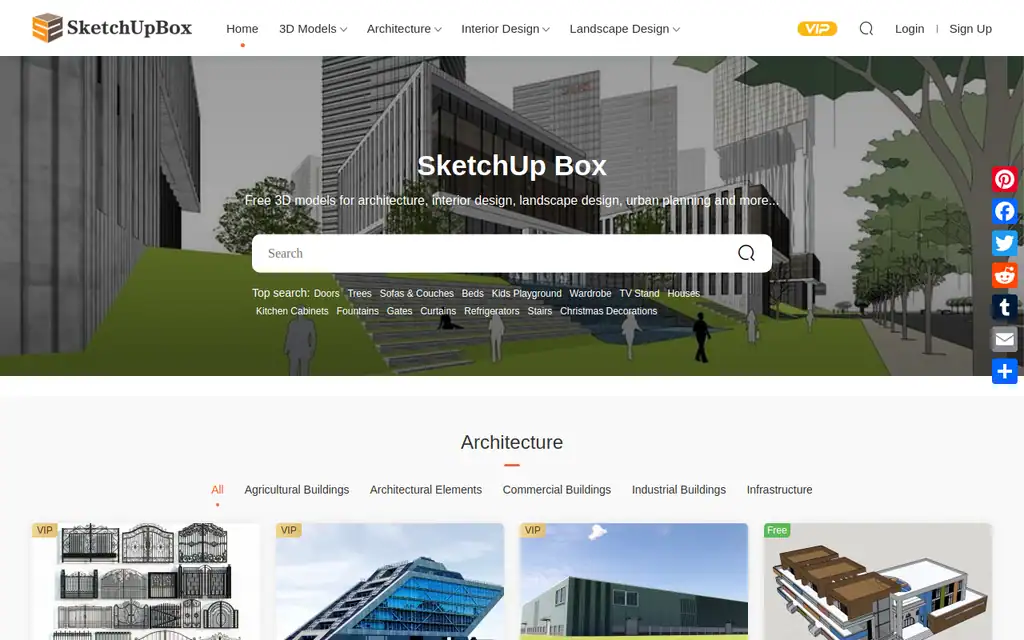 SketchUpBox
Home
3D Models
Architecture
Interior Design
Landscape Design
VIP
Login
Sign Up
SketchUp Box
Free 3D models for architecture, interior design, landscape design, urban planning and more...
Search
Top search: Doors Trees Sofas & Couches Beds Kids Playground Wardrobe TV Stand Houses
Kitchen Cabinets Fountains Gates Curtains Refrigerators Stairs Christmas Decorations
Architecture
All
Agricultural Buildings
Architectural Elements
Commercial Buildings
Industrial Buildings
Infrastructure
VIP
VIP
VIP
Free